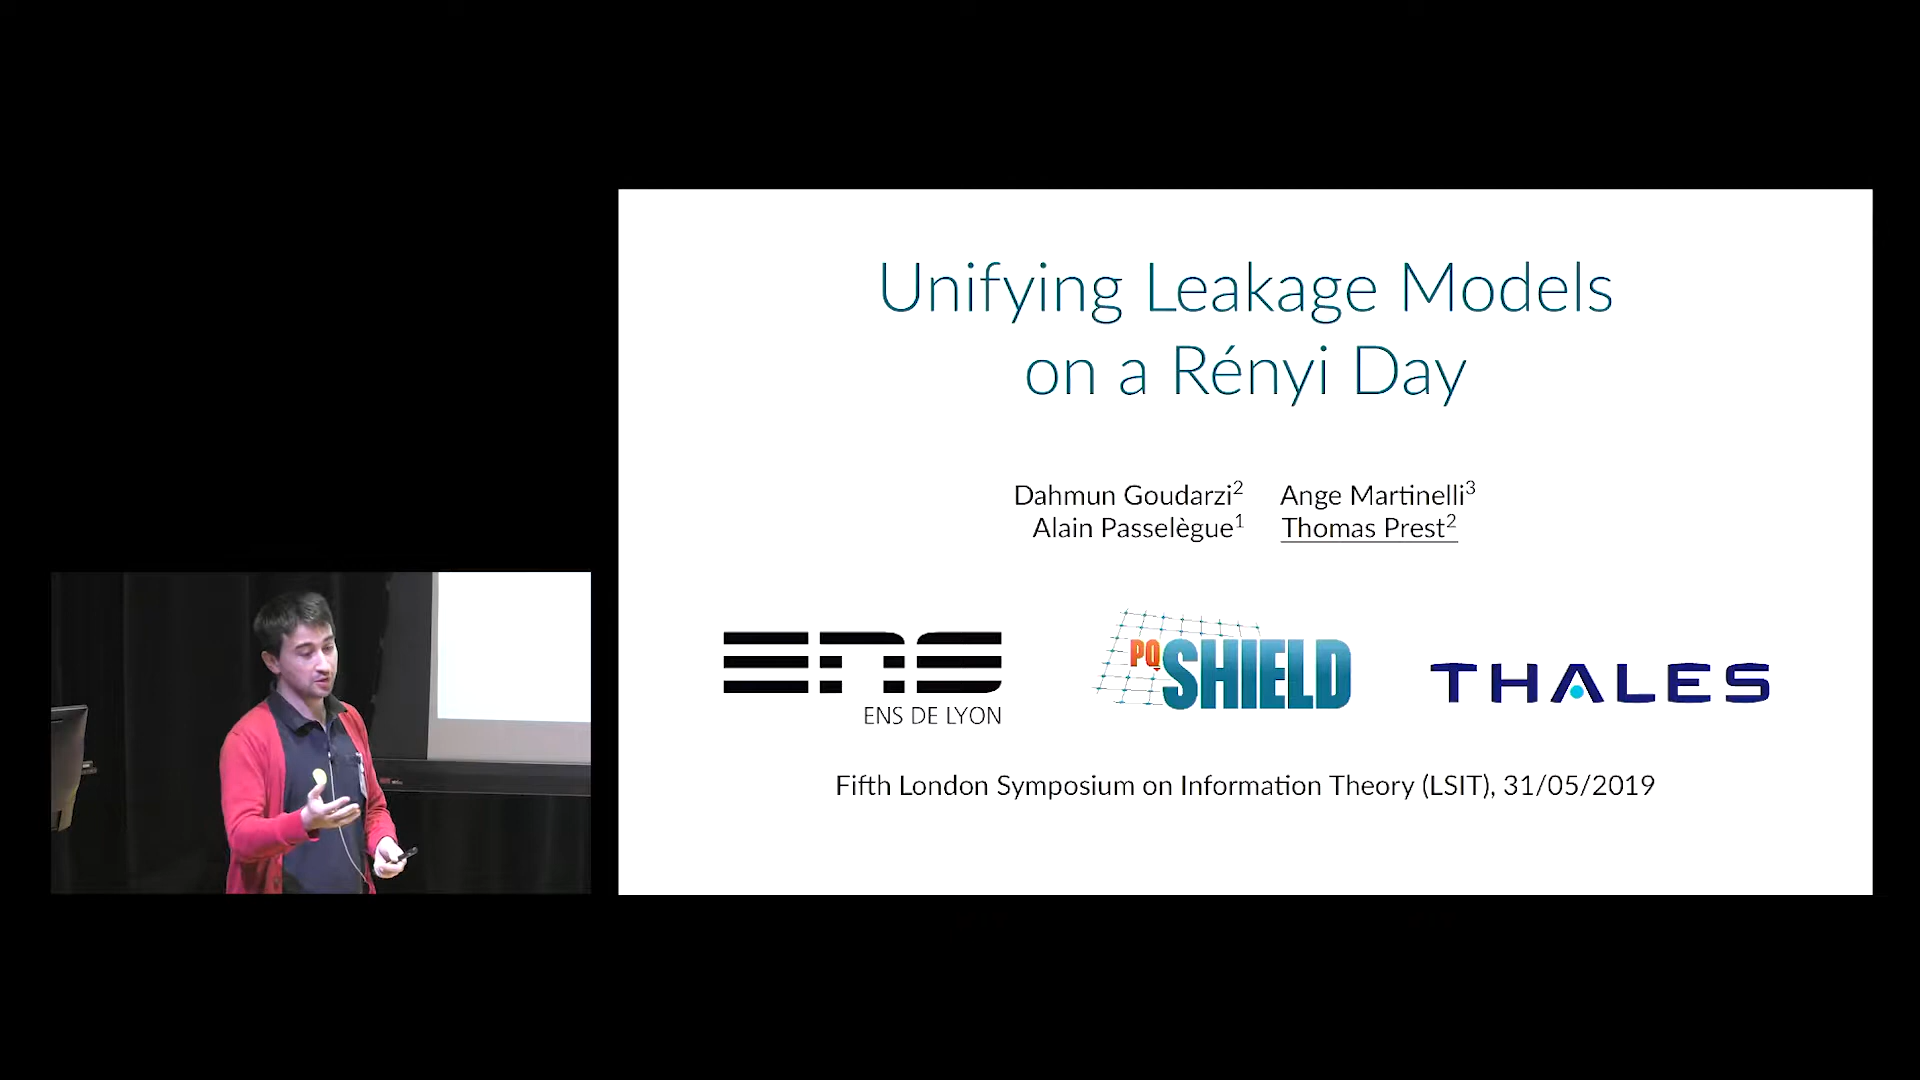 Unifying Leakage Models
on a Rényi Day
Dahmun Goudarzi² Ange Martinelli³
Alain Passelègue¹ Thomas Prest²
ENS
ENS DE LYON
PQ SHIELD
THALES
Fifth London Symposium on Information Theory (LSIT), 31/05/2019